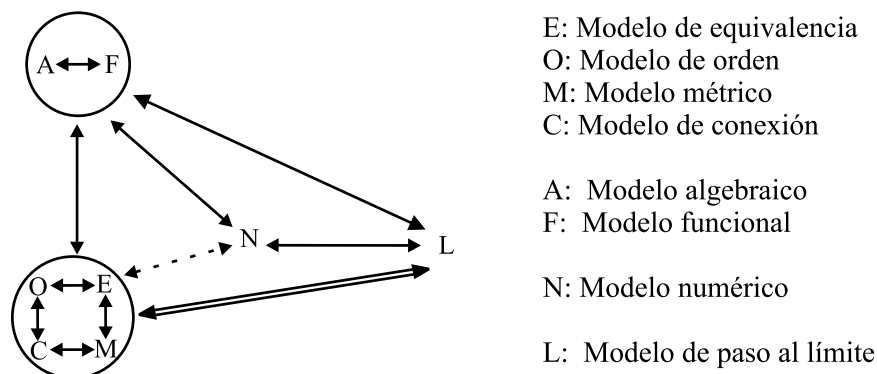 A F
N
L
O E
C M
E: Modelo de equivalencia
O: Modelo de orden
M: Modelo métrico
C: Modelo de conexión
A: Modelo algebraico
F: Modelo funcional
N: Modelo numérico
L: Modelo de paso al límite